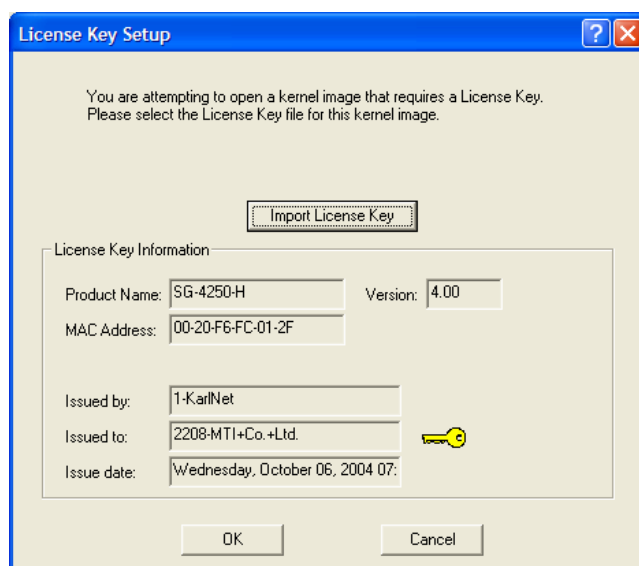 License Key Setup
You are attempting to open a kernel image that requires a License Key.
Please select the License Key file for this kernel image.
Import License Key
License Key Information
Product Name: SG-4250-H Version: 4.00
MAC Address: 00-20-F6-FC-01-2F
Issued by: 1-KarlNet
Issued to: 2208-MTI+Co.+Ltd.
Issue date: Wednesday, October 06, 2004 07:
OK Cancel